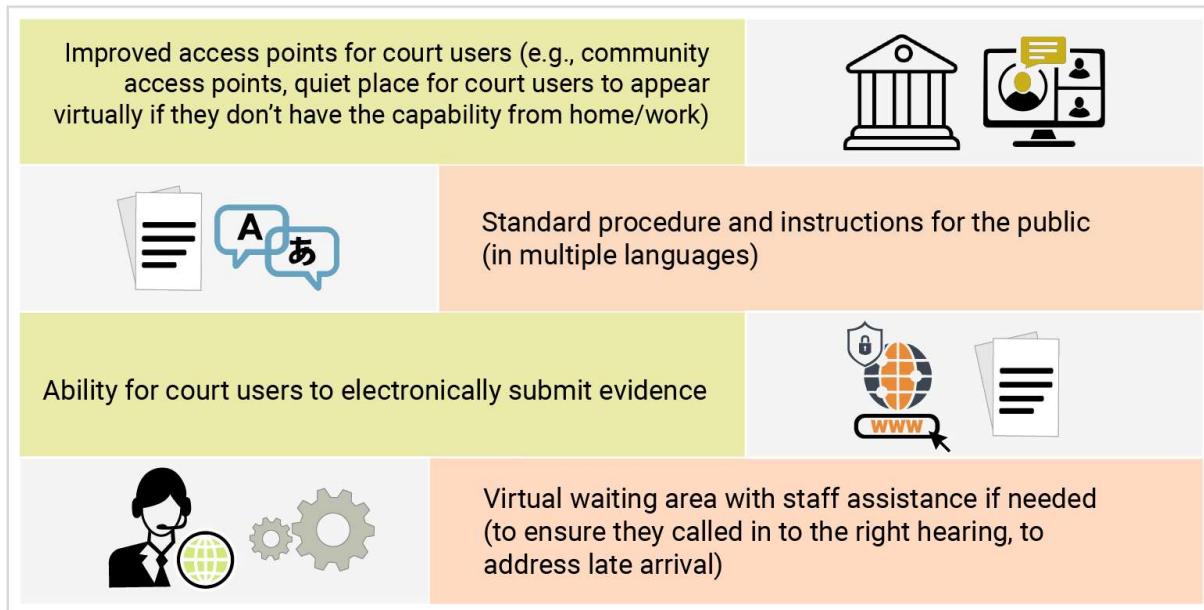 Improved access points for court users (e.g., community
access points, quiet place for court users to appear
virtually if they don’t have the capability from home/work)
A
あ
Standard procedure and instructions for the public
(in multiple languages)
Ability for court users to electronically submit evidence
www
Virtual waiting area with staff assistance if needed
(to ensure they called in to the right hearing, to
address late arrival)